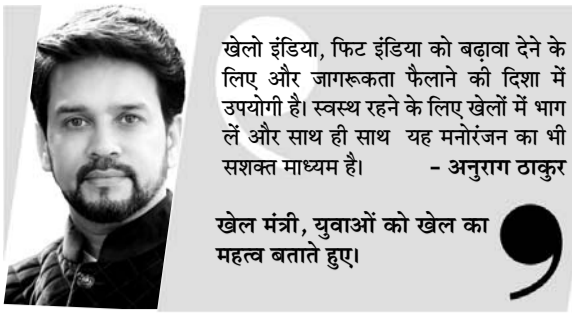 खेलो इंडिया, फिट इंडिया को बढ़ावा देने के
लिए और जागरूकता फैलाने की दिशा में
उपयोगी है। स्वस्थ रहने के लिए खेलों में भाग
लें और साथ ही साथ यह मनोरंजन का भी
सशक्त माध्यम है। - अनुराग ठाकुर
खेल मंत्री, युवाओं को खेल का
महत्व बताते हुए।